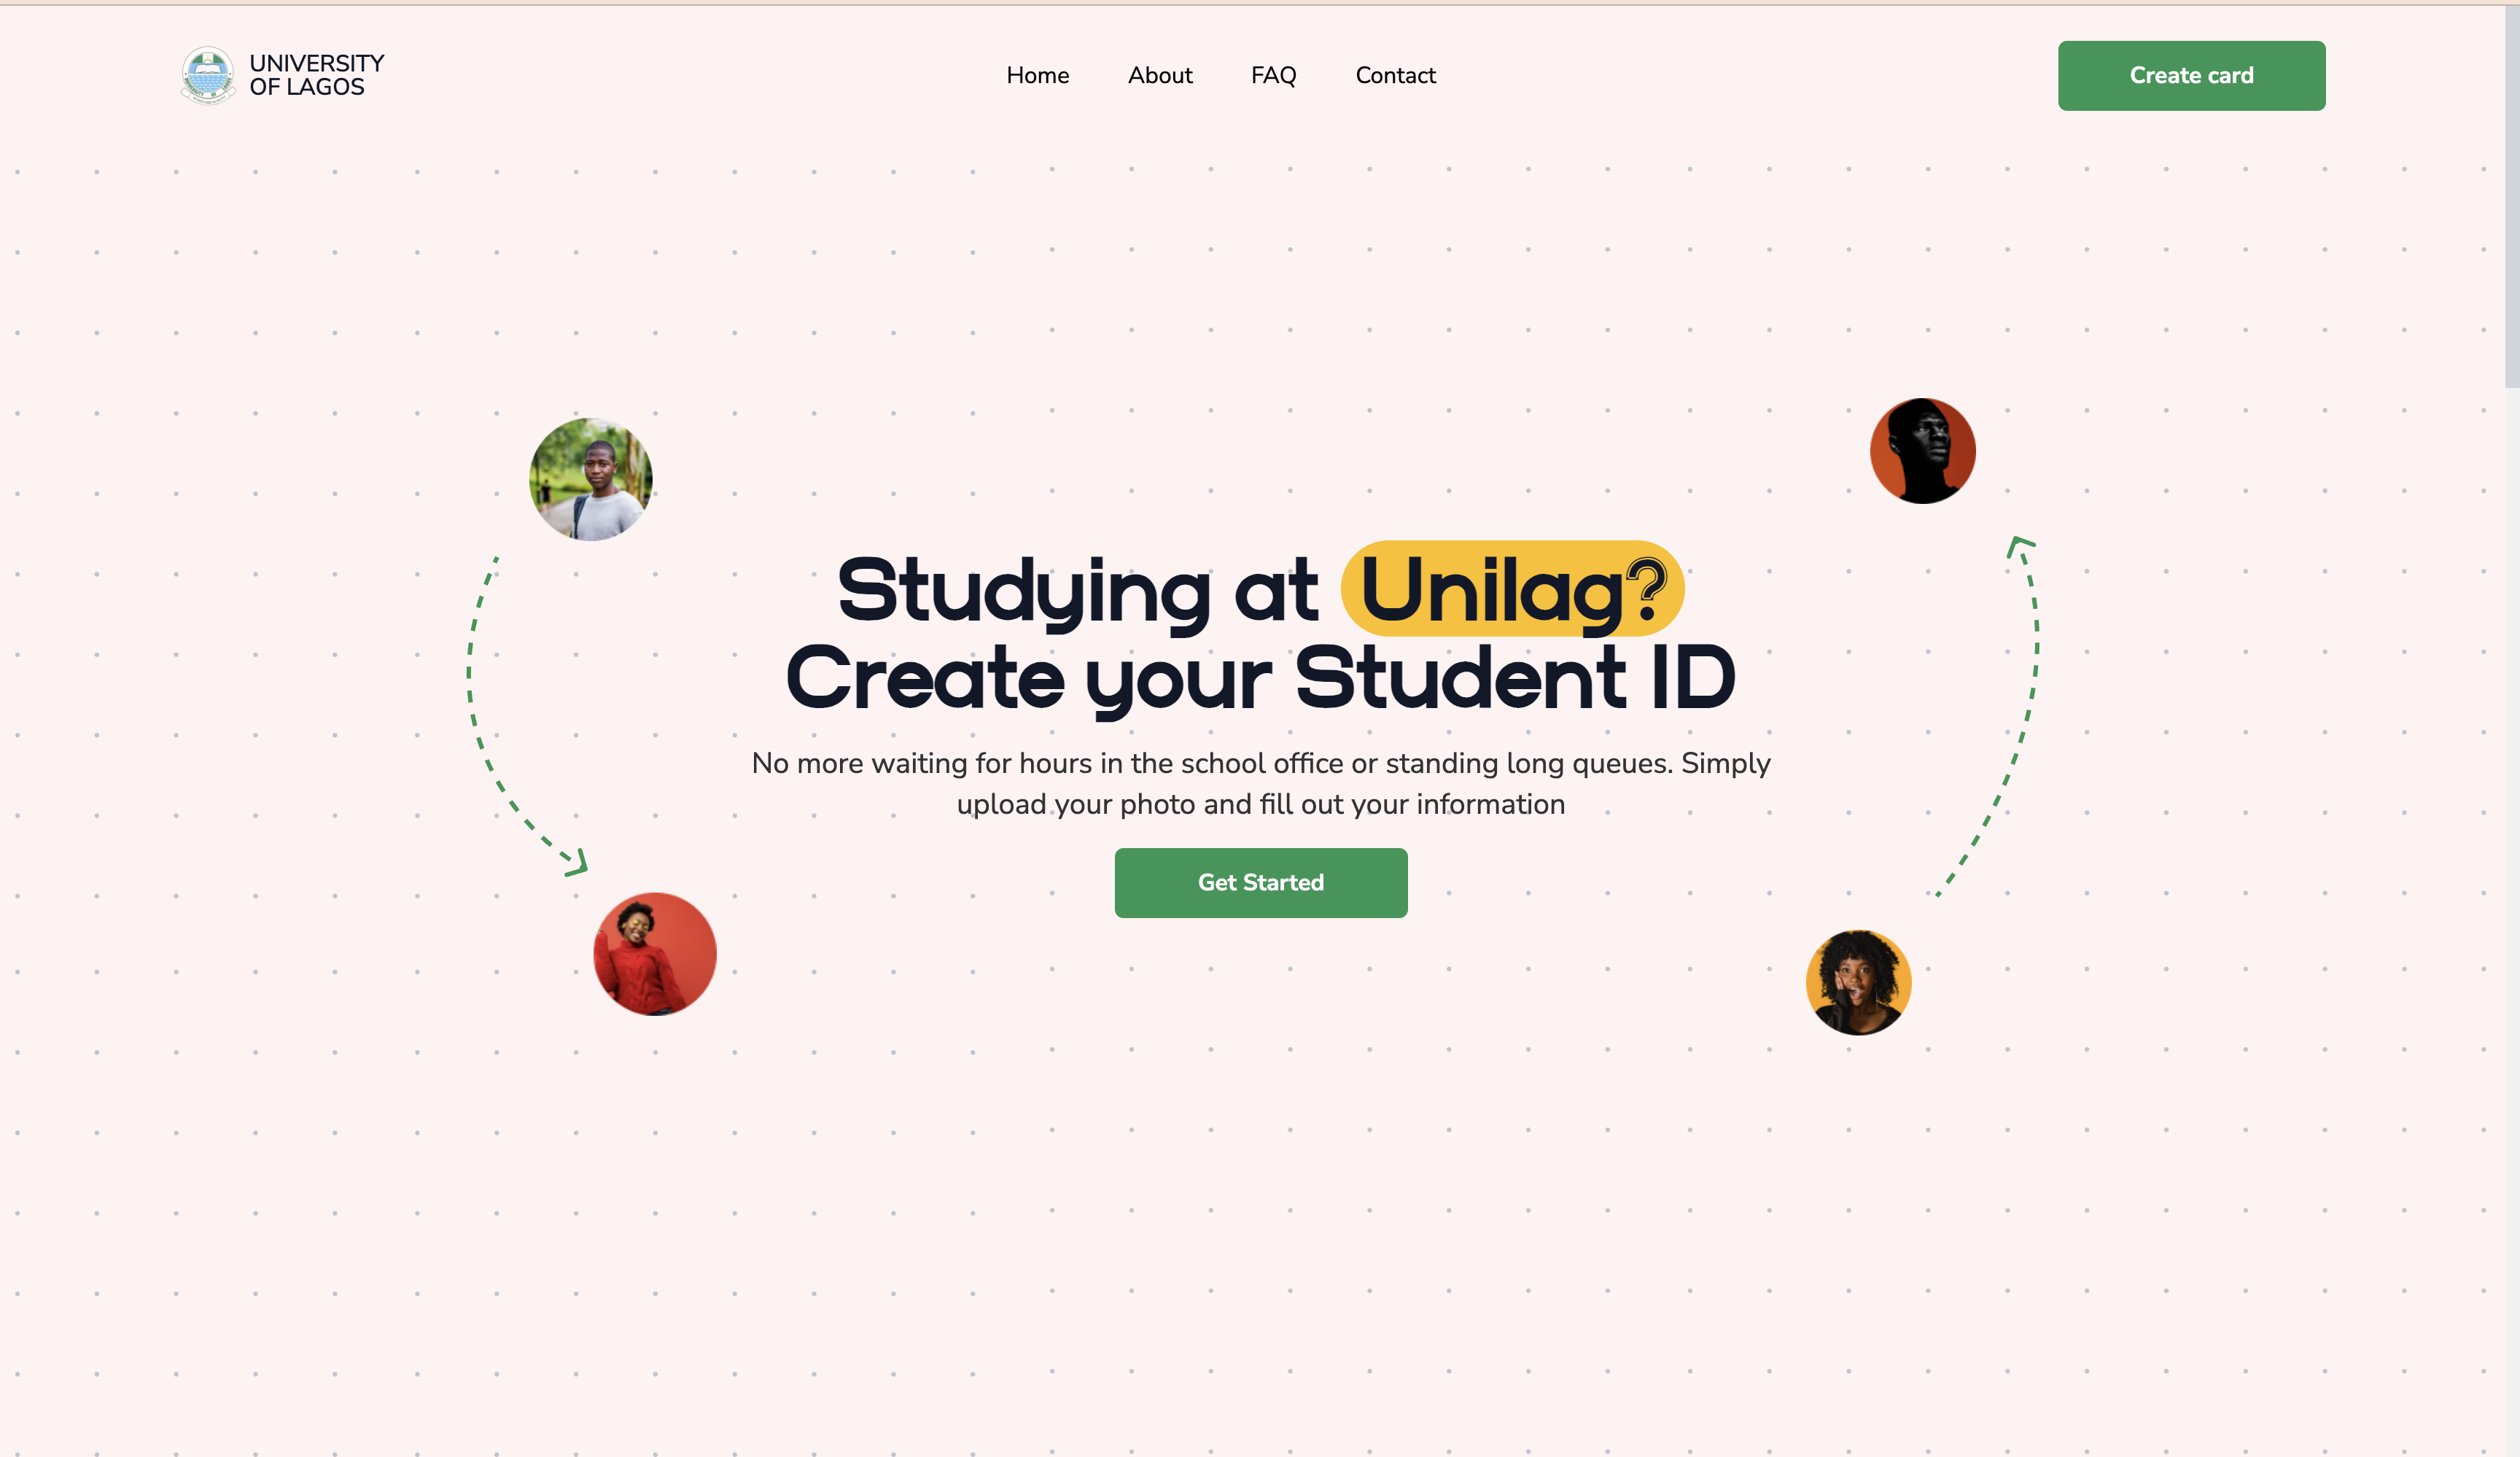 UNIVERSITY
OF LAGOS
Home
About
FAQ
Contact
Create card
Studying at Unilag?
Create your Student ID
No more waiting for hours in the school office or standing long queues. Simply
upload your photo and fill out your information
Get Started